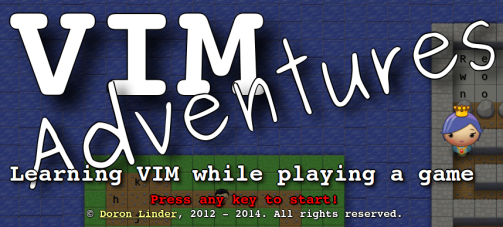 VIM
Adventures
Learning VIM while playing a game
Press any key to start!
© Doron Linder, 2012 - 2014. All rights reserved.
k
h